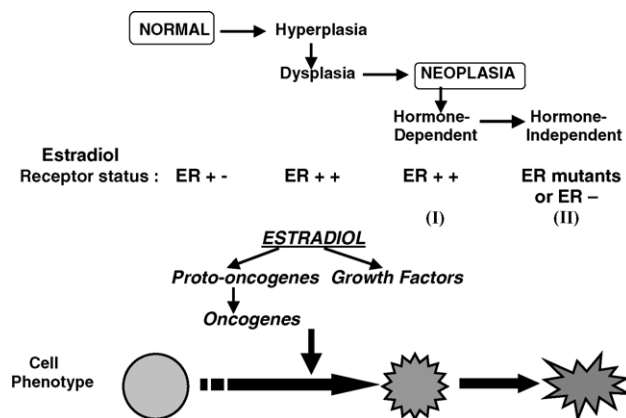 NORMAL Hyperplasia
Dysplasia NEOPLASIA
Hormone- Hormone-
Dependent Independent
Estradiol
Receptor status : ER + - ER + + ER + + ER mutants
or ER –
(I) (II)
ESTRADIOL
Proto-oncogenes Growth Factors
Oncogenes
Cell
Phenotype